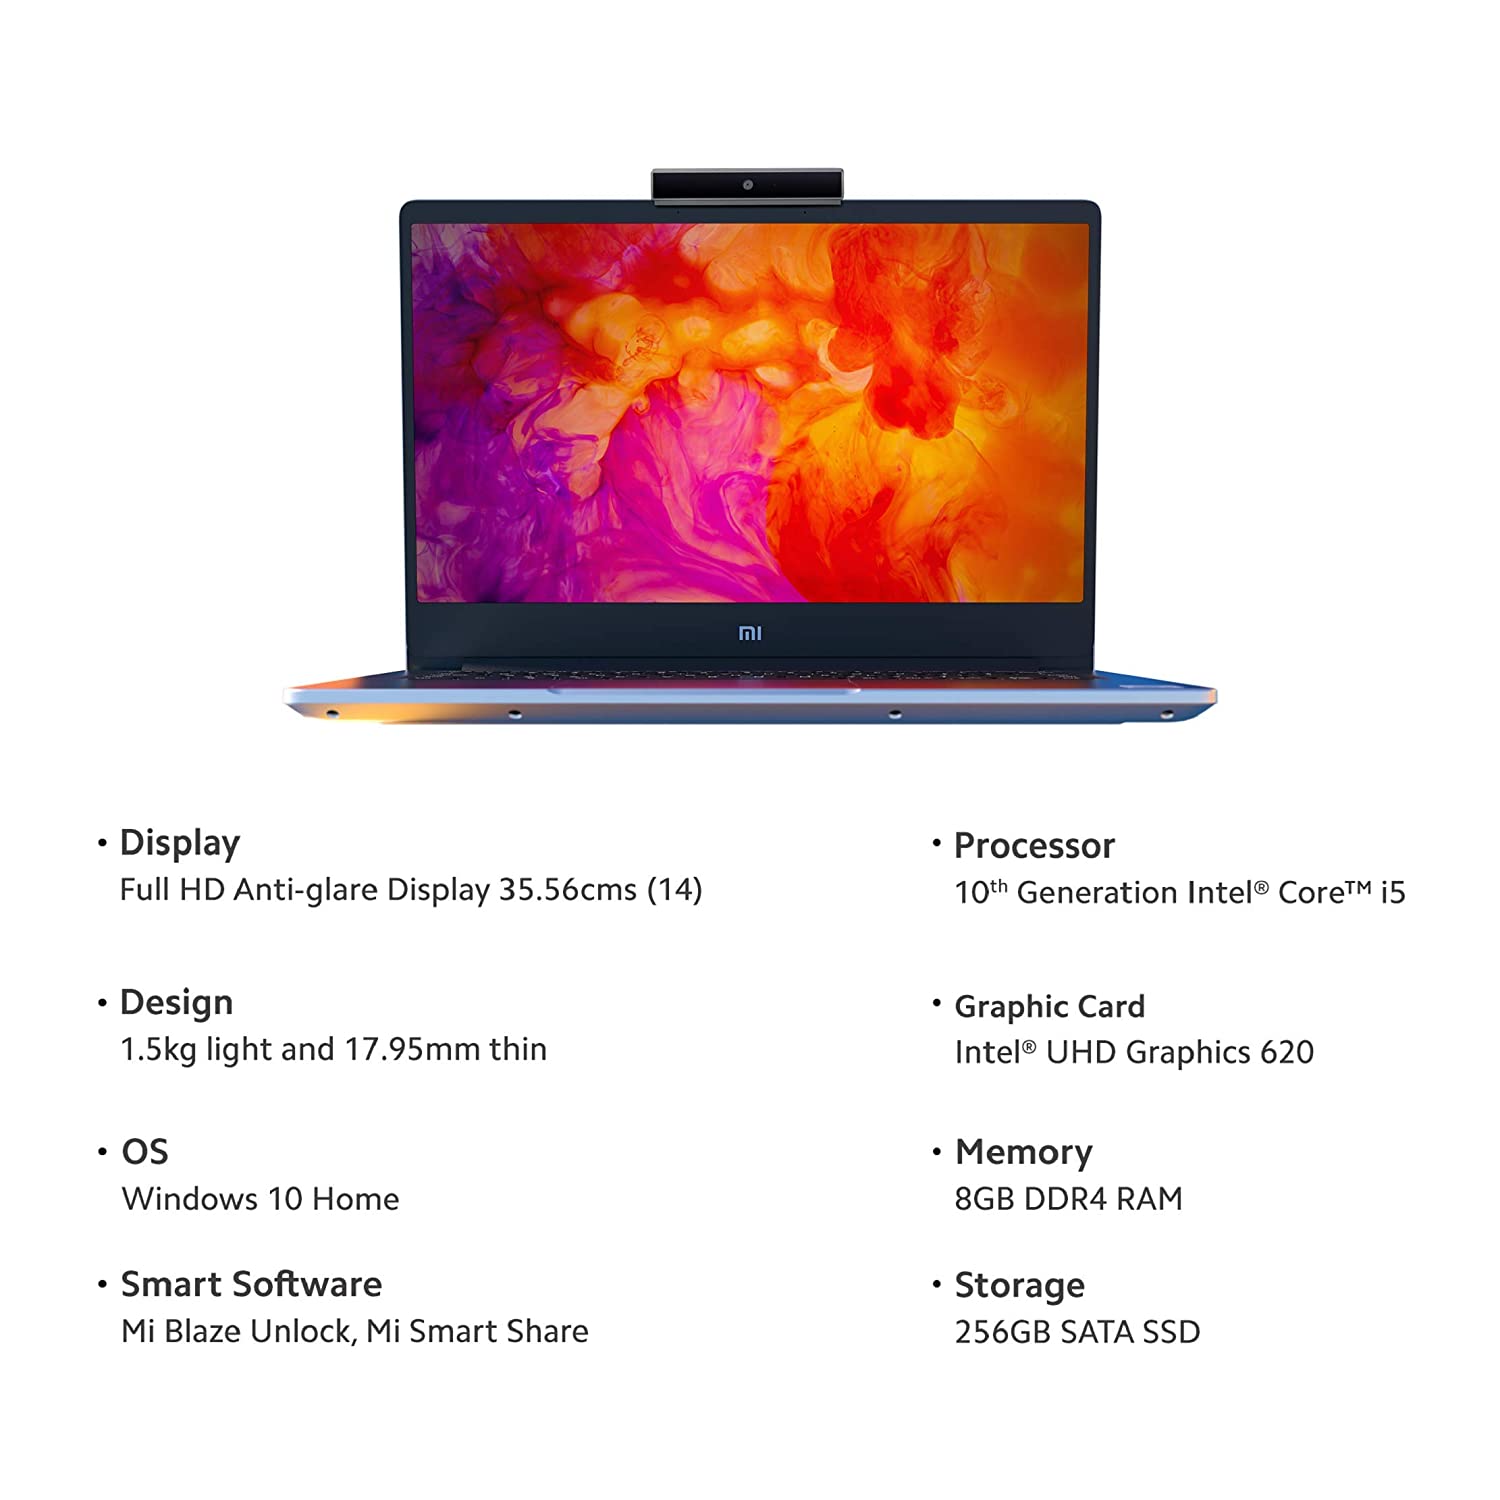 mi
• Display
Full HD Anti-glare Display 35.56cms (14)
• Design
1.5kg light and 17.95mm thin
• OS
Windows 10 Home
• Smart Software
Mi Blaze Unlock, Mi Smart Share
• Processor
10th Generation Intel® Core™ i5
• Graphic Card
Intel® UHD Graphics 620
• Memory
8GB DDR4 RAM
• Storage
256GB SATA SSD